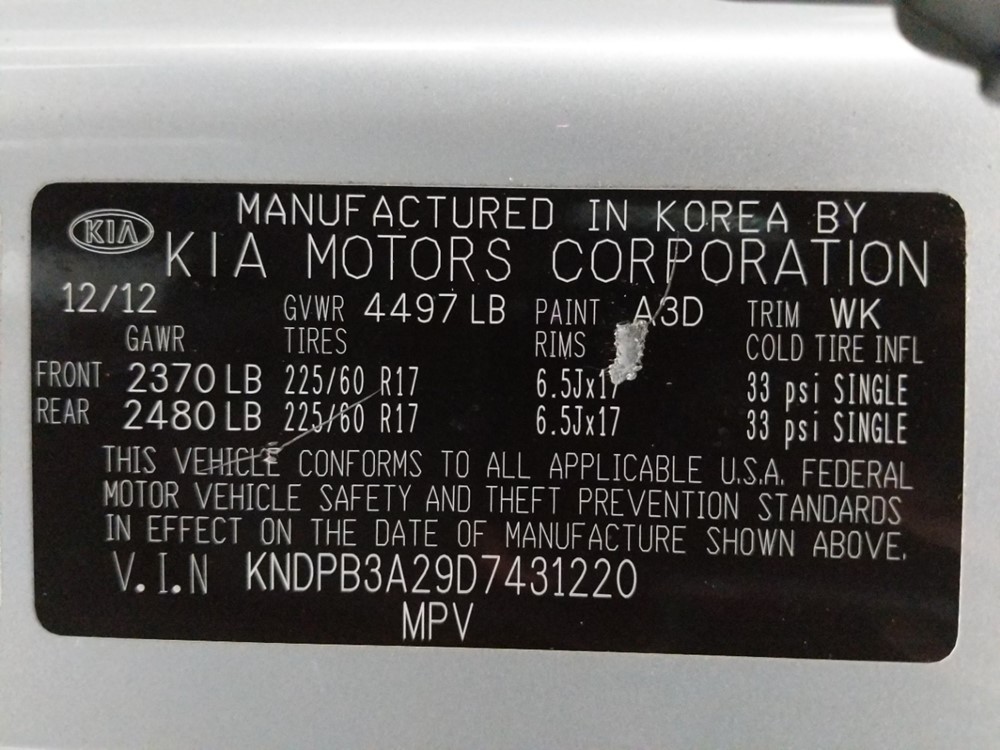 KIA MANUFACTURED IN KOREA BY
KIA MOTORS CORPORATION
12/12 GVWR 4497 LB PAINT A3D TRIM WK
GAWR TIRES RIMS COLD TIRE INFL
FRONT 2370 LB 225/60 R17 6.5Jx17 33 psi SINGLE
REAR 2480 LB 225/60 R17 6.5Jx17 33 psi SINGLE
THIS VEHICLE CONFORMS TO ALL APPLICABLE U.S.A. FEDERAL
MOTOR VEHICLE SAFETY AND THEFT PREVENTION STANDARDS
IN EFFECT ON THE DATE OF MANUFACTURE SHOWN ABOVE.
V.I.N KNDPB3A29D7431220
MPV